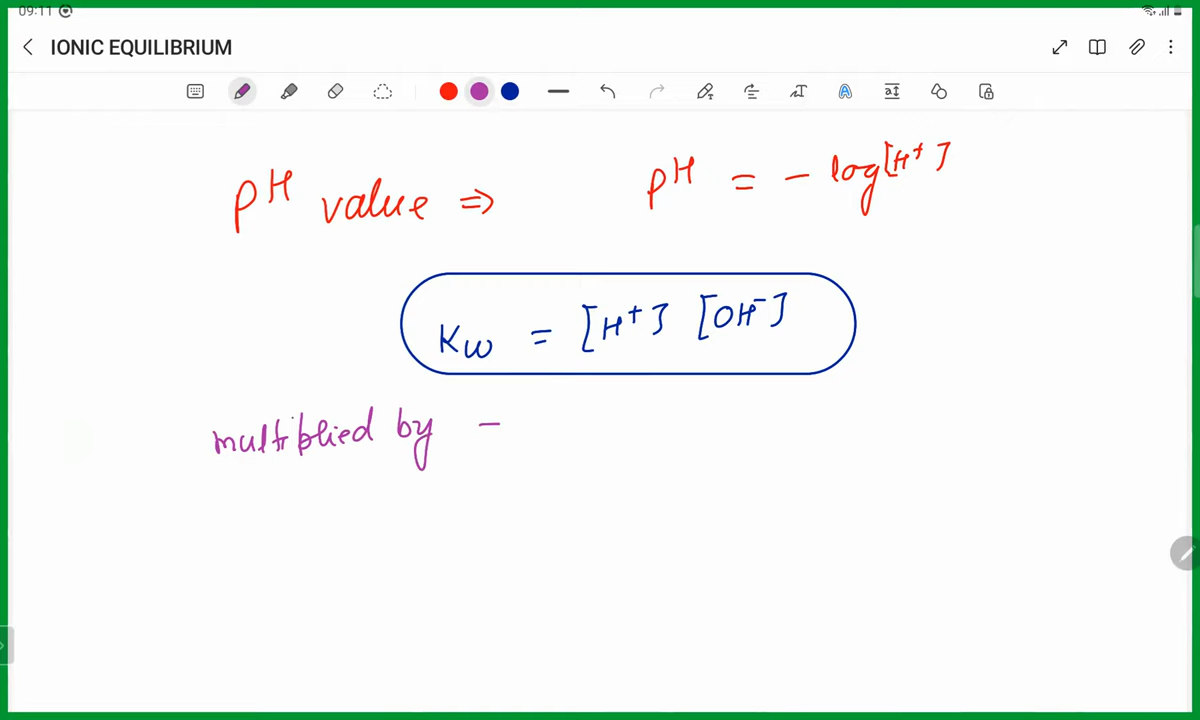 09:11
IONIC EQUILIBRIUM
pH value ⇒ pH = - log[H⁺]
Kw = [H⁺] [OH⁻]
multiplied by -